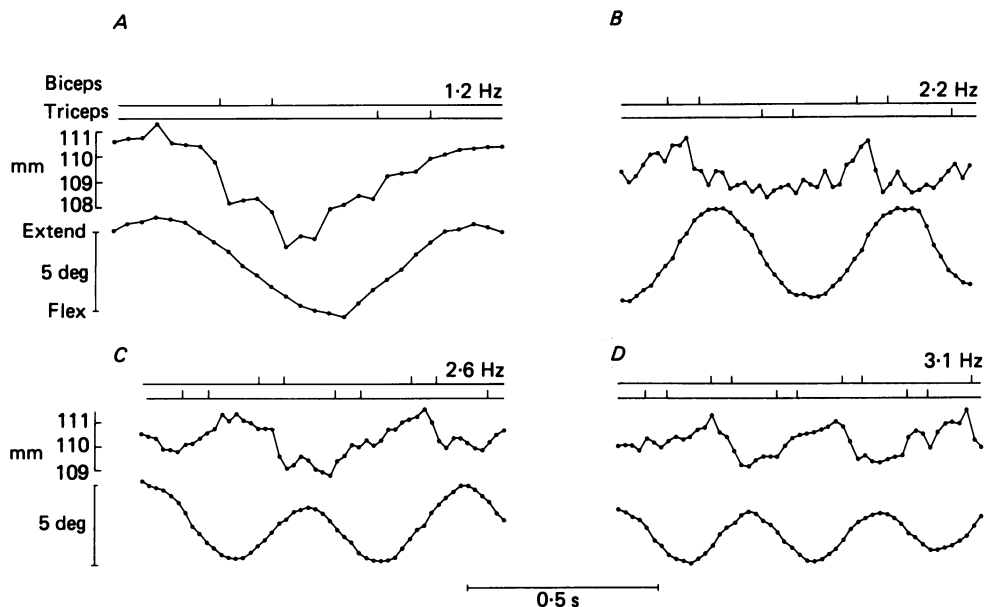 A
B
Biceps
1·2 Hz
2·2 Hz
Triceps
111
110
mm
109
108
Extend
5 deg
Flex
C
D
2·6 Hz
3·1 Hz
111
110
mm
109
5 deg
0·5 s